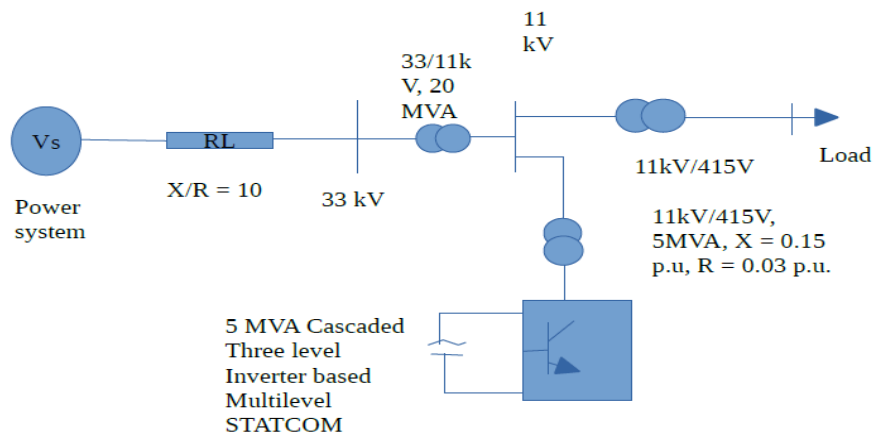 Vs
Power
system
RL
X/R = 10
33 kV
33/11k
V, 20
MVA
11
kV
11kV/415V
Load
11kV/415V,
5MVA, X = 0.15
p.u, R = 0.03 p.u.
5 MVA Cascaded
Three level
Inverter based
Multilevel
STATCOM